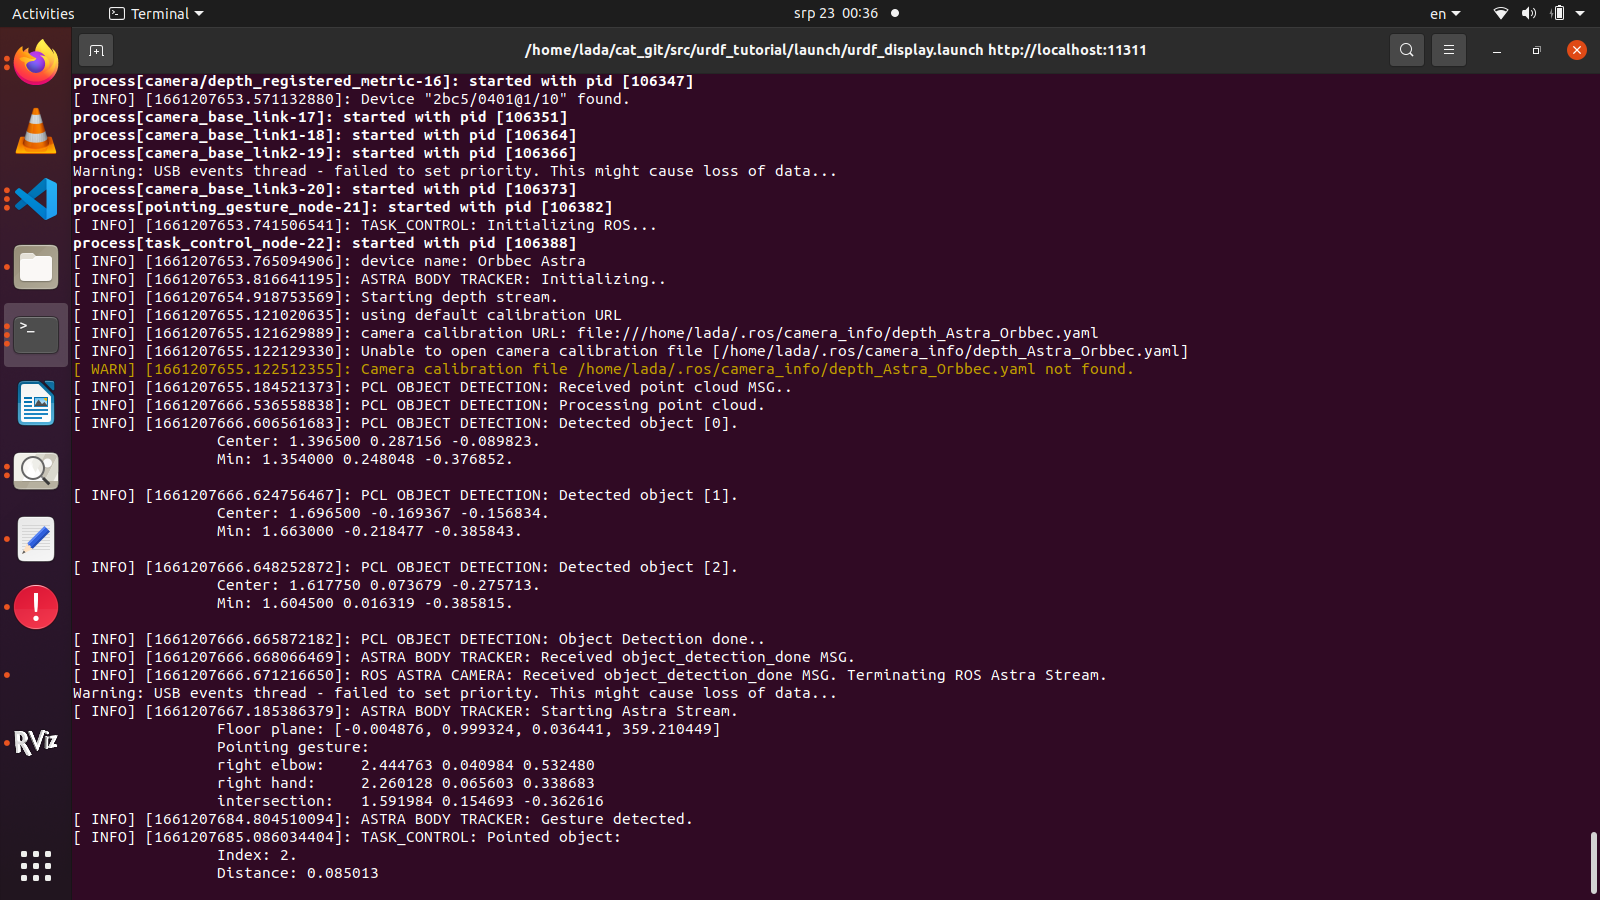 Activities
Terminal
srp 23 00:36
en
/home/lada/cat_git/src/urdf_tutorial/launch/urdf_display.launch http://localhost:11311
process[camera/depth_registered_metric-16]: started with pid [106347]
[ INFO] [1661207653.571132880]: Device "2bc5/0401@1/10" found.
process[camera_base_link-17]: started with pid [106351]
process[camera_base_link1-18]: started with pid [106364]
process[camera_base_link2-19]: started with pid [106366]
Warning: USB events thread - failed to set priority. This might cause loss of data...
process[camera_base_link3-20]: started with pid [106373]
process[pointing_gesture_node-21]: started with pid [106382]
[ INFO] [1661207653.741506541]: TASK_CONTROL: Initializing ROS...
process[task_control_node-22]: started with pid [106388]
[ INFO] [1661207653.765094906]: device name: Orbbec Astra
[ INFO] [1661207653.816641195]: ASTRA BODY TRACKER: Initializing..
[ INFO] [1661207654.918753569]: Starting depth stream.
[ INFO] [1661207655.121020635]: using default calibration URL
[ INFO] [1661207655.121629889]: camera calibration URL: file:///home/lada/.ros/camera_info/depth_Astra_Orbbec.yaml
[ INFO] [1661207655.122129330]: Unable to open camera calibration file [/home/lada/.ros/camera_info/depth_Astra_Orbbec.yaml]
[ WARN] [1661207655.122512355]: Camera calibration file /home/lada/.ros/camera_info/depth_Astra_Orbbec.yaml not found.
[ INFO] [1661207655.184521373]: PCL OBJECT DETECTION: Received point cloud MSG..
[ INFO] [1661207666.536558838]: PCL OBJECT DETECTION: Processing point cloud.
[ INFO] [1661207666.606561683]: PCL OBJECT DETECTION: Detected object [0].
Center: 1.396500 0.287156 -0.089823.
Min: 1.354000 0.248048 -0.376852.
[ INFO] [1661207666.624756467]: PCL OBJECT DETECTION: Detected object [1].
Center: 1.696500 -0.169367 -0.156834.
Min: 1.663000 -0.218477 -0.385843.
[ INFO] [1661207666.648252872]: PCL OBJECT DETECTION: Detected object [2].
Center: 1.617750 0.073679 -0.275713.
Min: 1.604500 0.016319 -0.385815.
[ INFO] [1661207666.665872182]: PCL OBJECT DETECTION: Object Detection done..
[ INFO] [1661207666.668066469]: ASTRA BODY TRACKER: Received object_detection_done MSG.
[ INFO] [1661207666.671216650]: ROS ASTRA CAMERA: Received object_detection_done MSG. Terminating ROS Astra Stream.
Warning: USB events thread - failed to set priority. This might cause loss of data...
[ INFO] [1661207667.185386379]: ASTRA BODY TRACKER: Starting Astra Stream.
Floor plane: [-0.004876, 0.999324, 0.036441, 359.210449]
Pointing gesture:
right elbow: 2.444763 0.040984 0.532480
right hand: 2.260128 0.065603 0.338683
intersection: 1.591984 0.154693 -0.362616
[ INFO] [1661207684.804510094]: ASTRA BODY TRACKER: Gesture detected.
[ INFO] [1661207685.086034404]: TASK_CONTROL: Pointed object:
Index: 2.
Distance: 0.085013
RViz